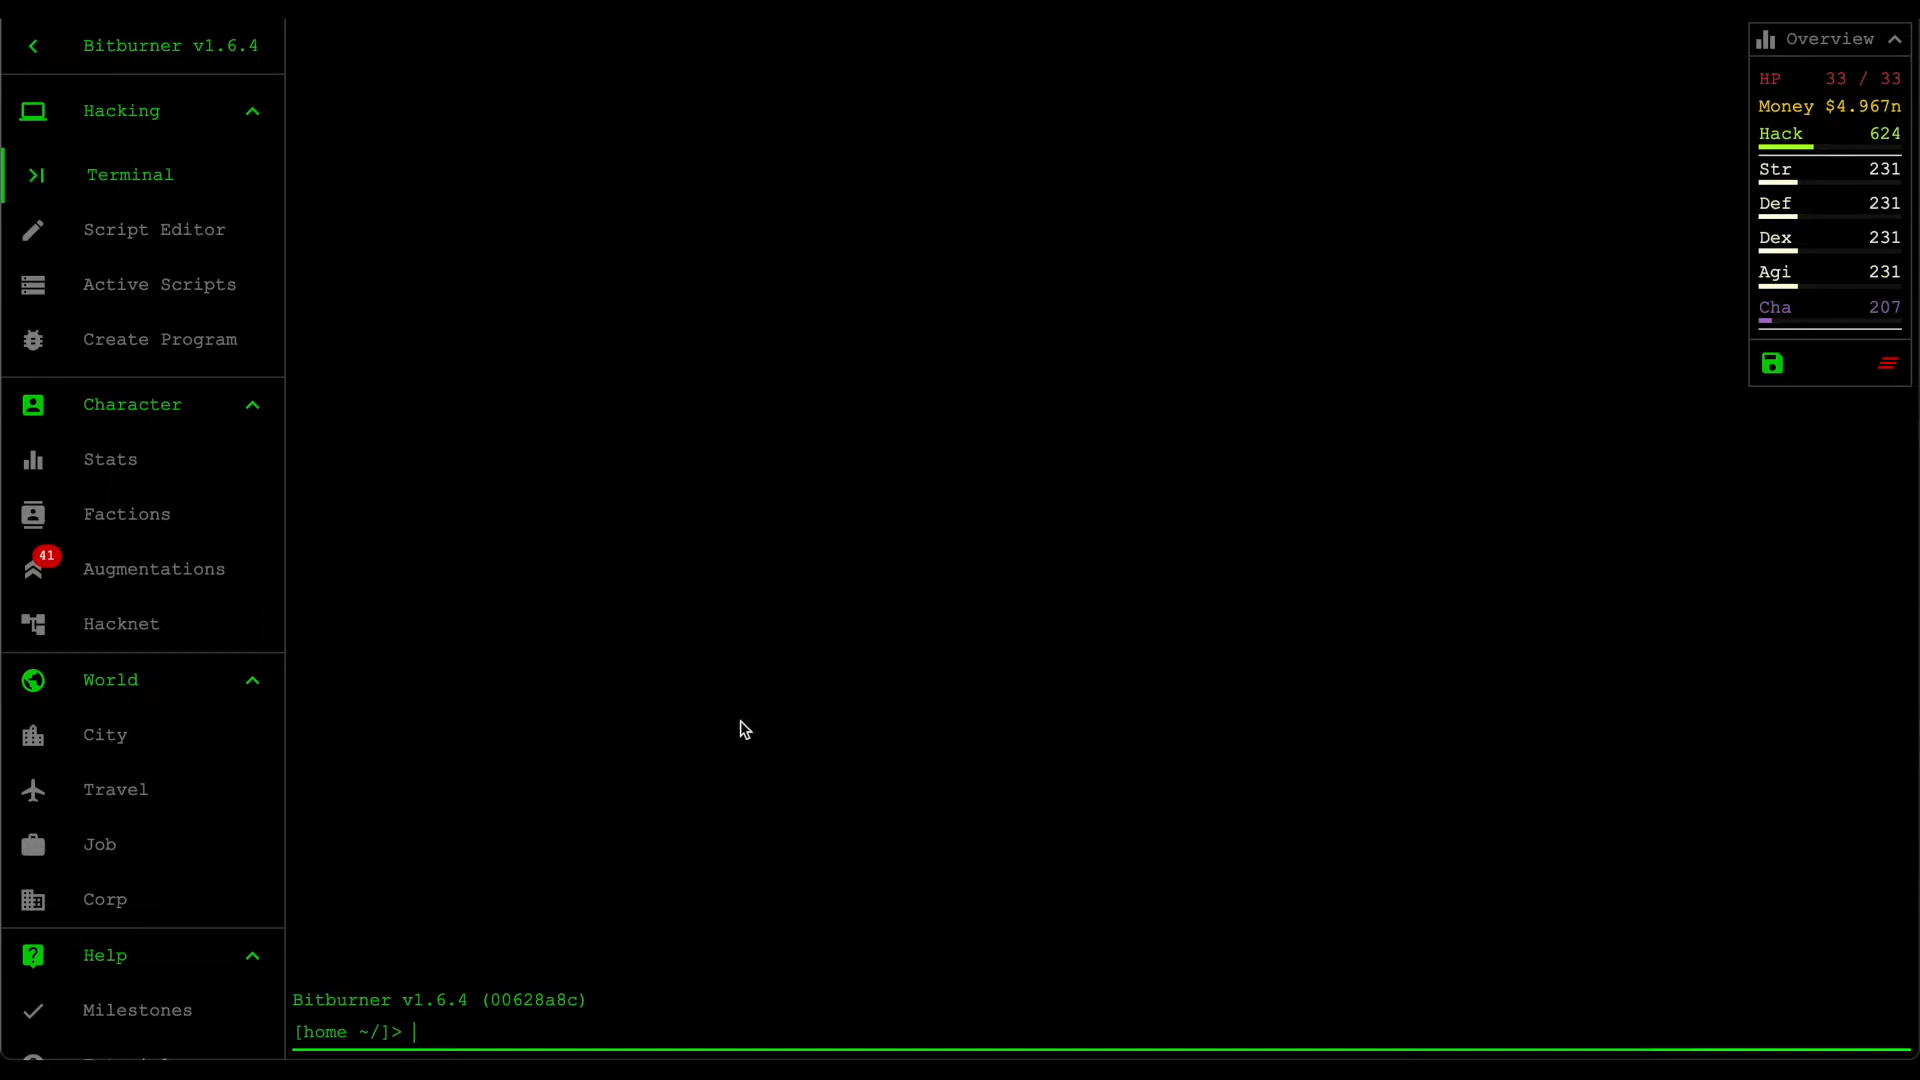 Bitburner v1.6.4
Hacking
Terminal
Script Editor
Active Scripts
Create Program
Character
Stats
Factions
41
Augmentations
Hacknet
World
City
Travel
Job
Corp
Help
Milestones
Bitburner v1.6.4 (00628a8c)
[home ~/]>
Overview
HP 33 / 33
Money $4.967n
Hack 624
Str 231
Def 231
Dex 231
Agi 231
Cha 207